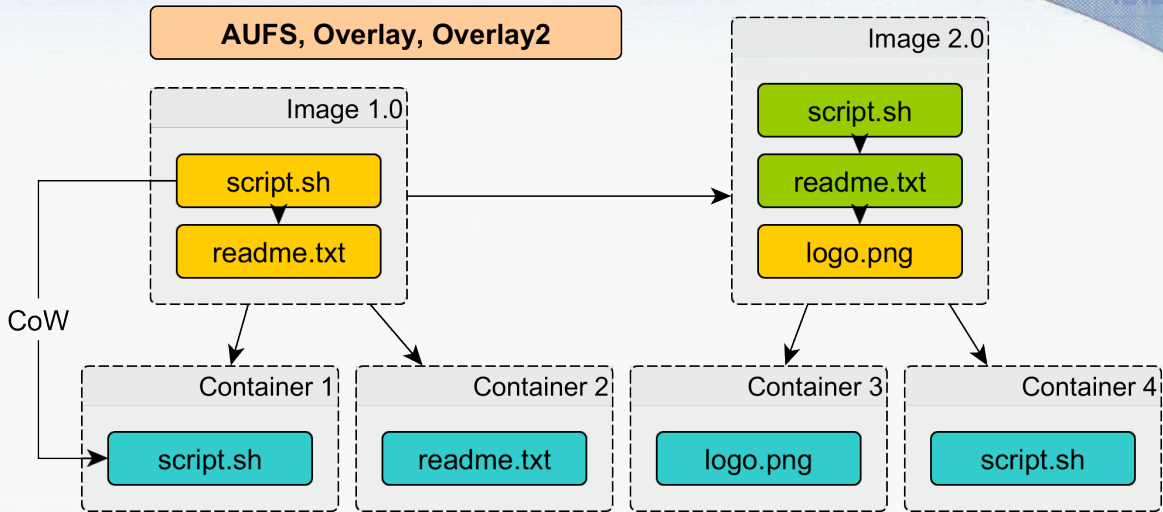 AUFS, Overlay, Overlay2
Image 1.0
script.sh
readme.txt
Image 2.0
script.sh
readme.txt
logo.png
CoW
Container 1
script.sh
Container 2
readme.txt
Container 3
logo.png
Container 4
script.sh